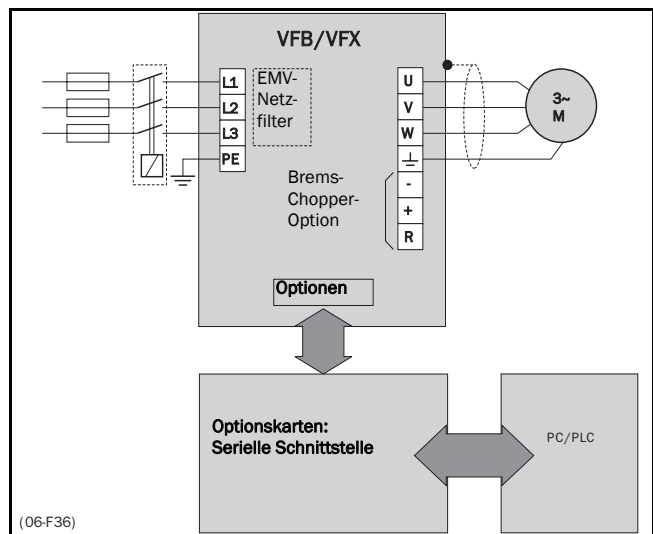 VFB/VFX
L1
L2
L3
PE
EMV-
Netz-
filter
U
V
W
-
+
R
3~
M
Brems-
Chopper-
Option
Optionen
Optionskarten:
Serielle Schnittstelle
PC/PLC
(06-F36)